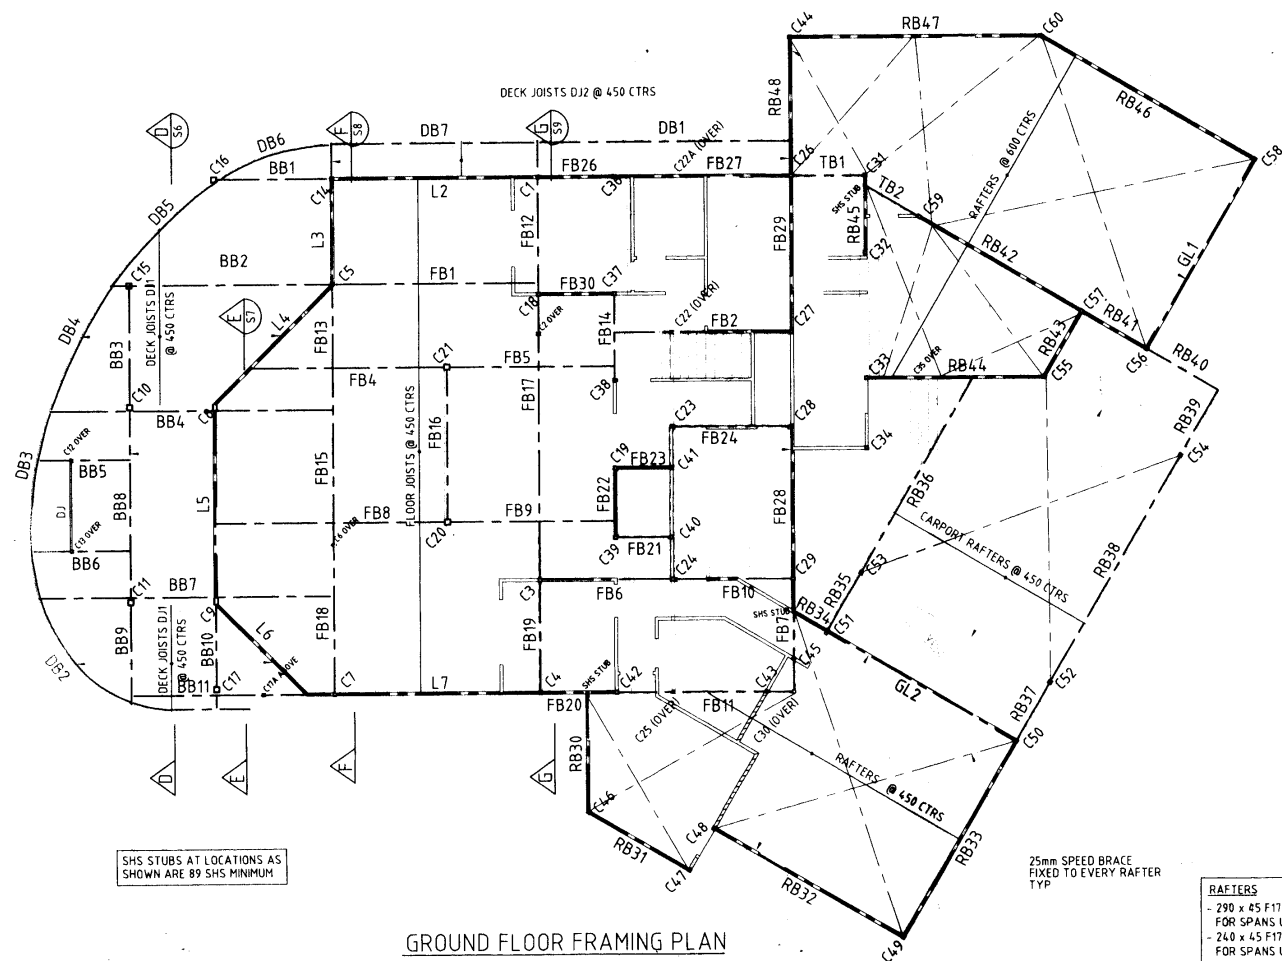 C44
RB47
C60
DECK JOISTS DJ2 @ 450 CTRS
RB48
RB46
D
S6
F
S8
G
S9
DB6
DB7
DB1
C22A (OVER)
C26
TB1
C31
RAFTERS @ 600 CTRS
C58
C16
BB1
C14
L2
C1
FB26
C36
FB27
SHS STUB
RB45
TB2
C59
DB5
L3
FB12
FB29
C32
RB42
GL1
C15
BB2
C5
FB1
C18
FB30
C37
C57
DECK JOISTS DJ1
@ 450 CTRS
E
S7
L4
FB13
C2 OVER
FB14
C22 (OVER)
FB2
C27
RB41
DB4
BB3
C21
FB5
C33
C35 OVER
RB44
RB43
C55
C56
RB40
FB4
FB17
C38
RB39
C10
BB4
C6
FLOOR JOISTS @ 450 CTRS
FB16
C23
FB24
C28
C34
C54
C12 OVER
DB3
BB5
BB8
L5
FB15
C19
FB23
C41
FB22
FB28
RB36
DJ
FB8
C20
FB9
C40
CARPORT RAFTERS @ 450 CTRS
RB38
C13 OVER
BB6
C16 OVER
C39
FB21
C24
C29
RB35
C53
C11
BB7
C9
C3
FB6
FB10
SHS STUB
RB34
C51
BB9
DECK JOISTS DJ1
@ 450 CTRS
BB10
L6
FB18
FB19
FB7
C45
DB2
C17A ABOVE
SHS STUB
BB11
C17
C7
L7
C4
FB20
C42
FB11
C43
GL2
RB37
C52
C25 (OVER)
C30 (OVER)
C50
D
E
F
G
RB30
RAFTERS @ 450 CTRS
C46
C48
RB33
RB31
C47
RB32
C49
SHS STUBS AT LOCATIONS AS
SHOWN ARE 89 SHS MINIMUM
25mm SPEED BRACE
FIXED TO EVERY RAFTER
TYP
RAFTERS
- 290 x 45 F17
FOR SPANS U
- 240 x 45 F17
FOR SPANS U
GROUND FLOOR FRAMING PLAN